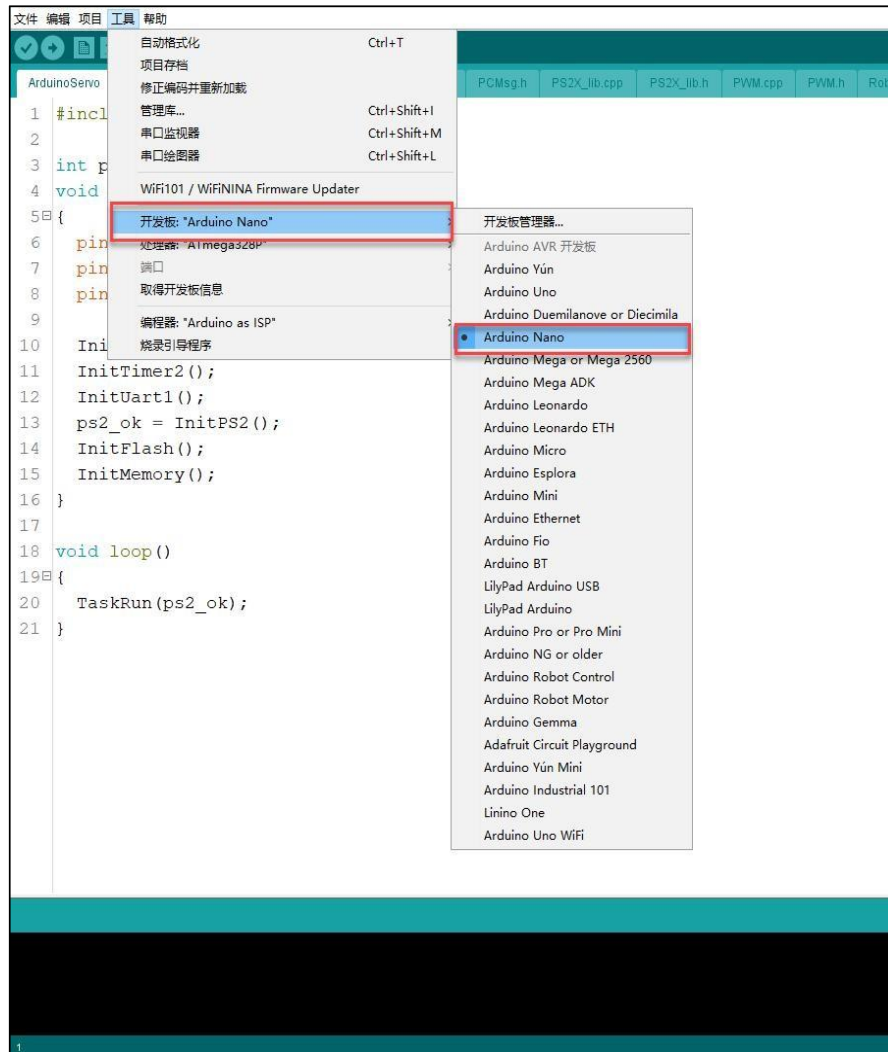 文件 编辑 项目 工具 帮助
ArduinoServo
PCMsg.h PS2X_lib.cpp PS2X_lib.h PWM.cpp PWM.h Rob
自动格式化 Ctrl+T
项目存档
修正编码并重新加载
管理库... Ctrl+Shift+I
串口监视器 Ctrl+Shift+M
串口绘图器 Ctrl+Shift+L
WiFi101 / WiFiNINA Firmware Updater
开发板: "Arduino Nano"
处理器: "ATmega328P"
端口
取得开发板信息
编程器: "Arduino as ISP"
烧录引导程序
开发板管理器...
Arduino AVR 开发板
Arduino Yún
Arduino Uno
Arduino Duemilanove or Diecimila
Arduino Nano
Arduino Mega or Mega 2560
Arduino Mega ADK
Arduino Leonardo
Arduino Leonardo ETH
Arduino Micro
Arduino Esplora
Arduino Mini
Arduino Ethernet
Arduino Fio
Arduino BT
LilyPad Arduino USB
LilyPad Arduino
Arduino Pro or Pro Mini
Arduino NG or older
Arduino Robot Control
Arduino Robot Motor
Arduino Gemma
Adafruit Circuit Playground
Arduino Yún Mini
Arduino Industrial 101
Linino One
Arduino Uno WiFi
1 #incl
2
3 int p
4 void
5 {
6 pin
7 pin
8 pin
9
10 Ini
11 InitTimer2();
12 InitUart1();
13 ps2_ok = InitPS2();
14 InitFlash();
15 InitMemory();
16 }
17
18 void loop()
19 {
20 TaskRun(ps2_ok);
21 }
1